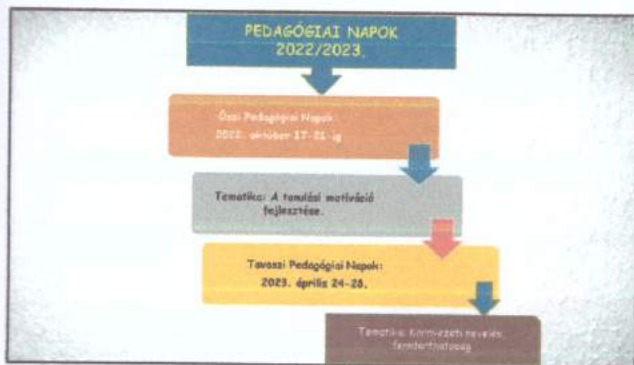 PEDAGÓGIAI NAPOK
2022/2023.
Őszi Pedagógiai Napok:
2022. október 17-21-ig
Tematika: A tanulási motiváció
fejlesztése.
Tavaszi Pedagógiai Napok:
2023. április 24-28.
Tematika: Környezeti nevelés,
fenntarthatóság